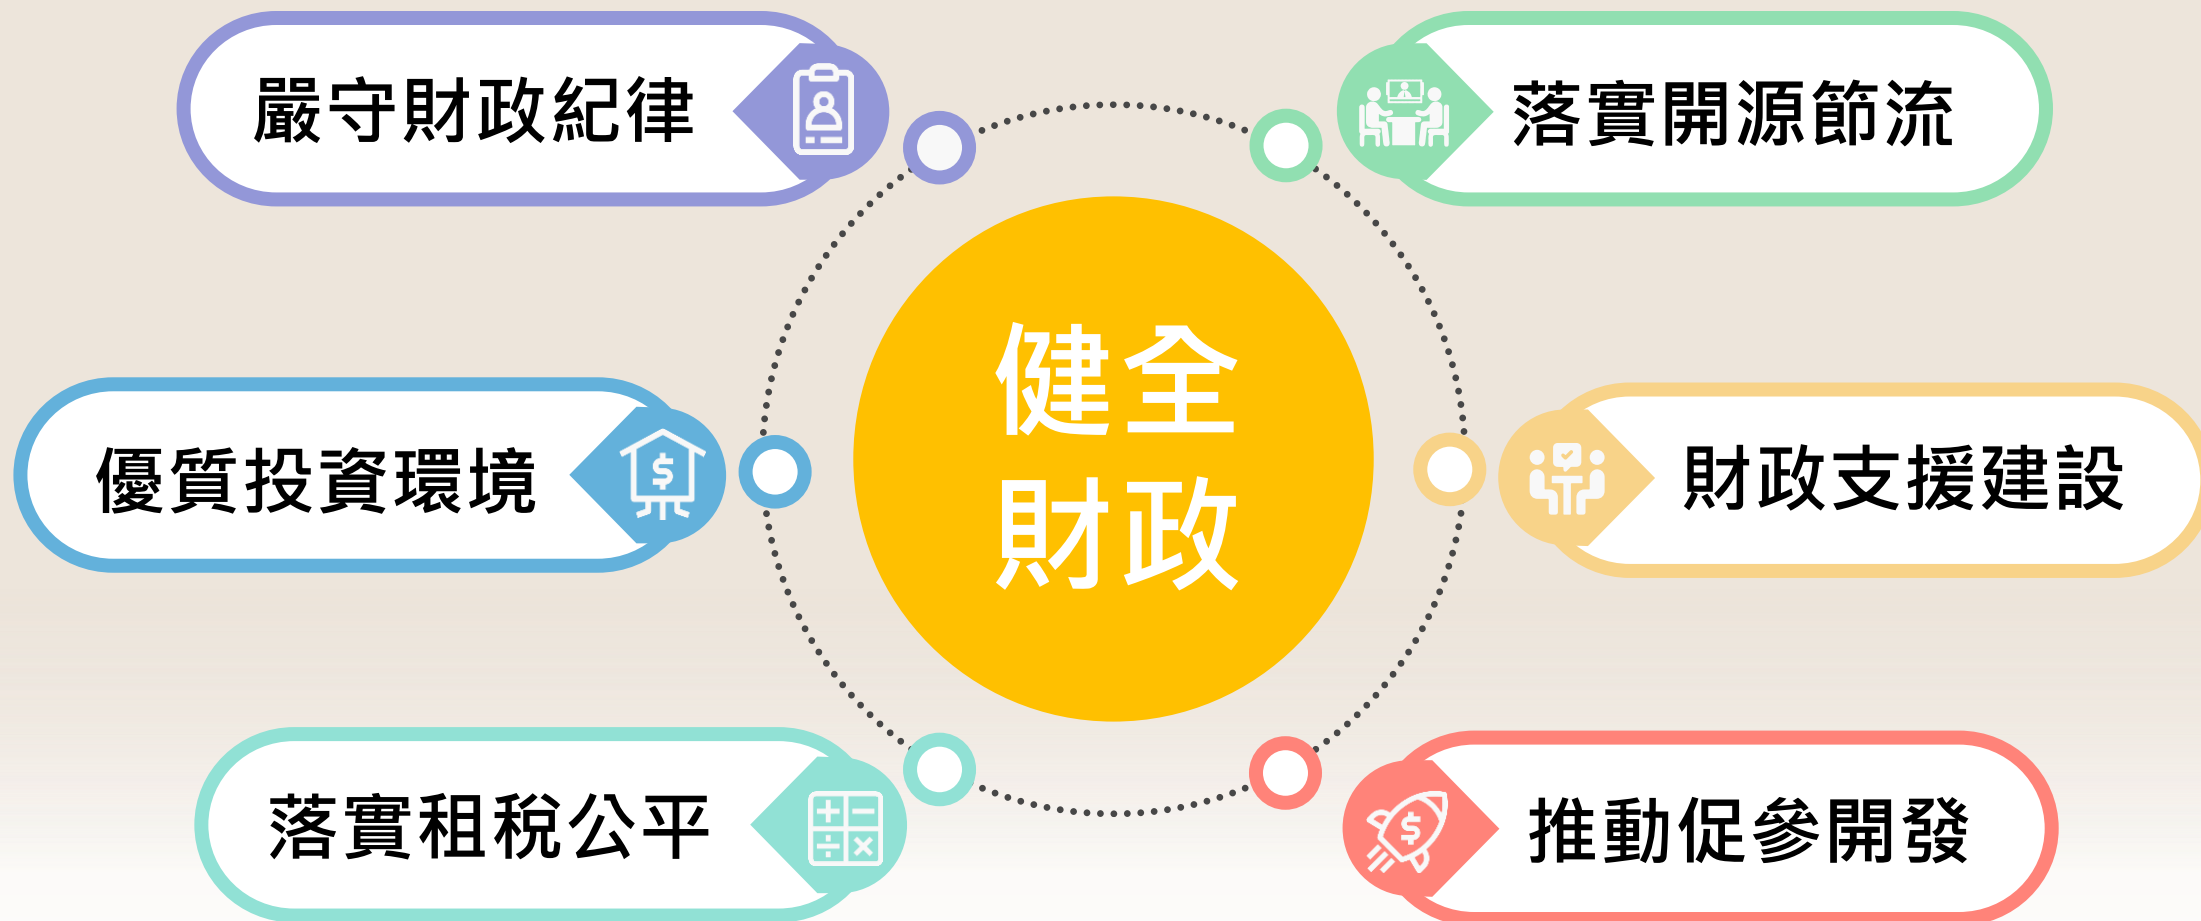 嚴守財政紀律
落實開源節流
健全
財政
優質投資環境
財政支援建設
落實租稅公平
推動促參開發